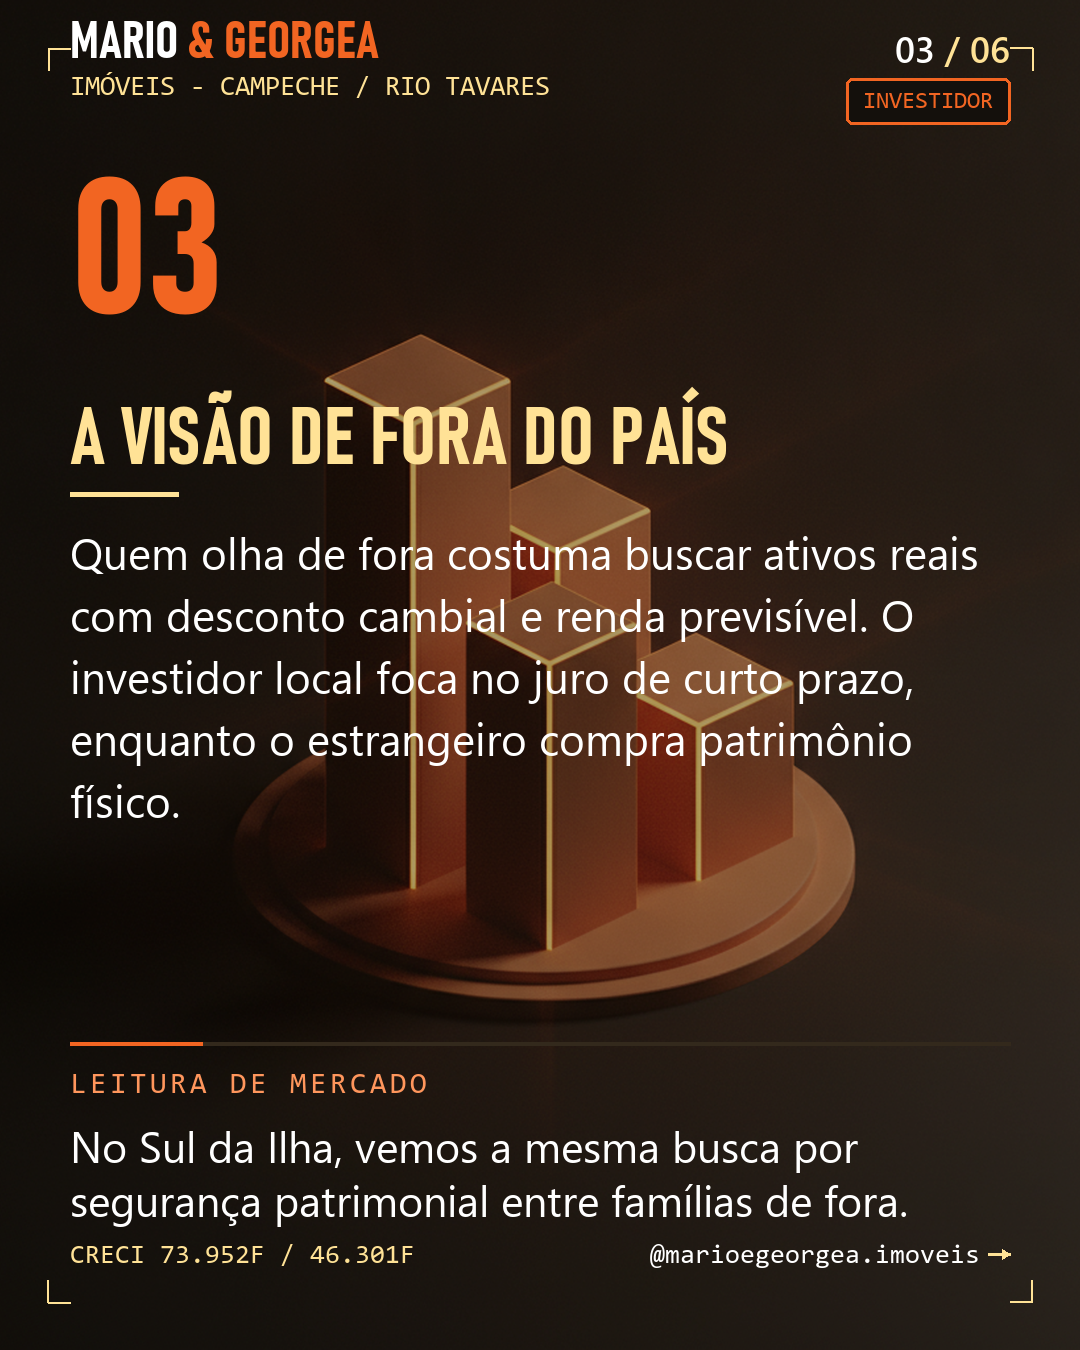 MARIO & GEORGEA
IMÓVEIS - CAMPECHE / RIO TAVARES
03 / 06
INVESTIDOR
03
A VISÃO DE FORA DO PAÍS
Quem olha de fora costuma buscar ativos reais
com desconto cambial e renda previsível. O
investidor local foca no juro de curto prazo,
enquanto o estrangeiro compra patrimônio
físico.
LEITURA DE MERCADO
No Sul da Ilha, vemos a mesma busca por
segurança patrimonial entre famílias de fora.
CRECI 73.952F / 46.301F
@marioegeorgea.imoveis